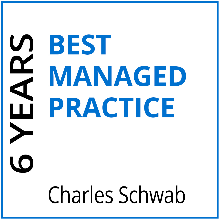 6 YEARS
BEST
MANAGED
PRACTICE
Charles Schwab